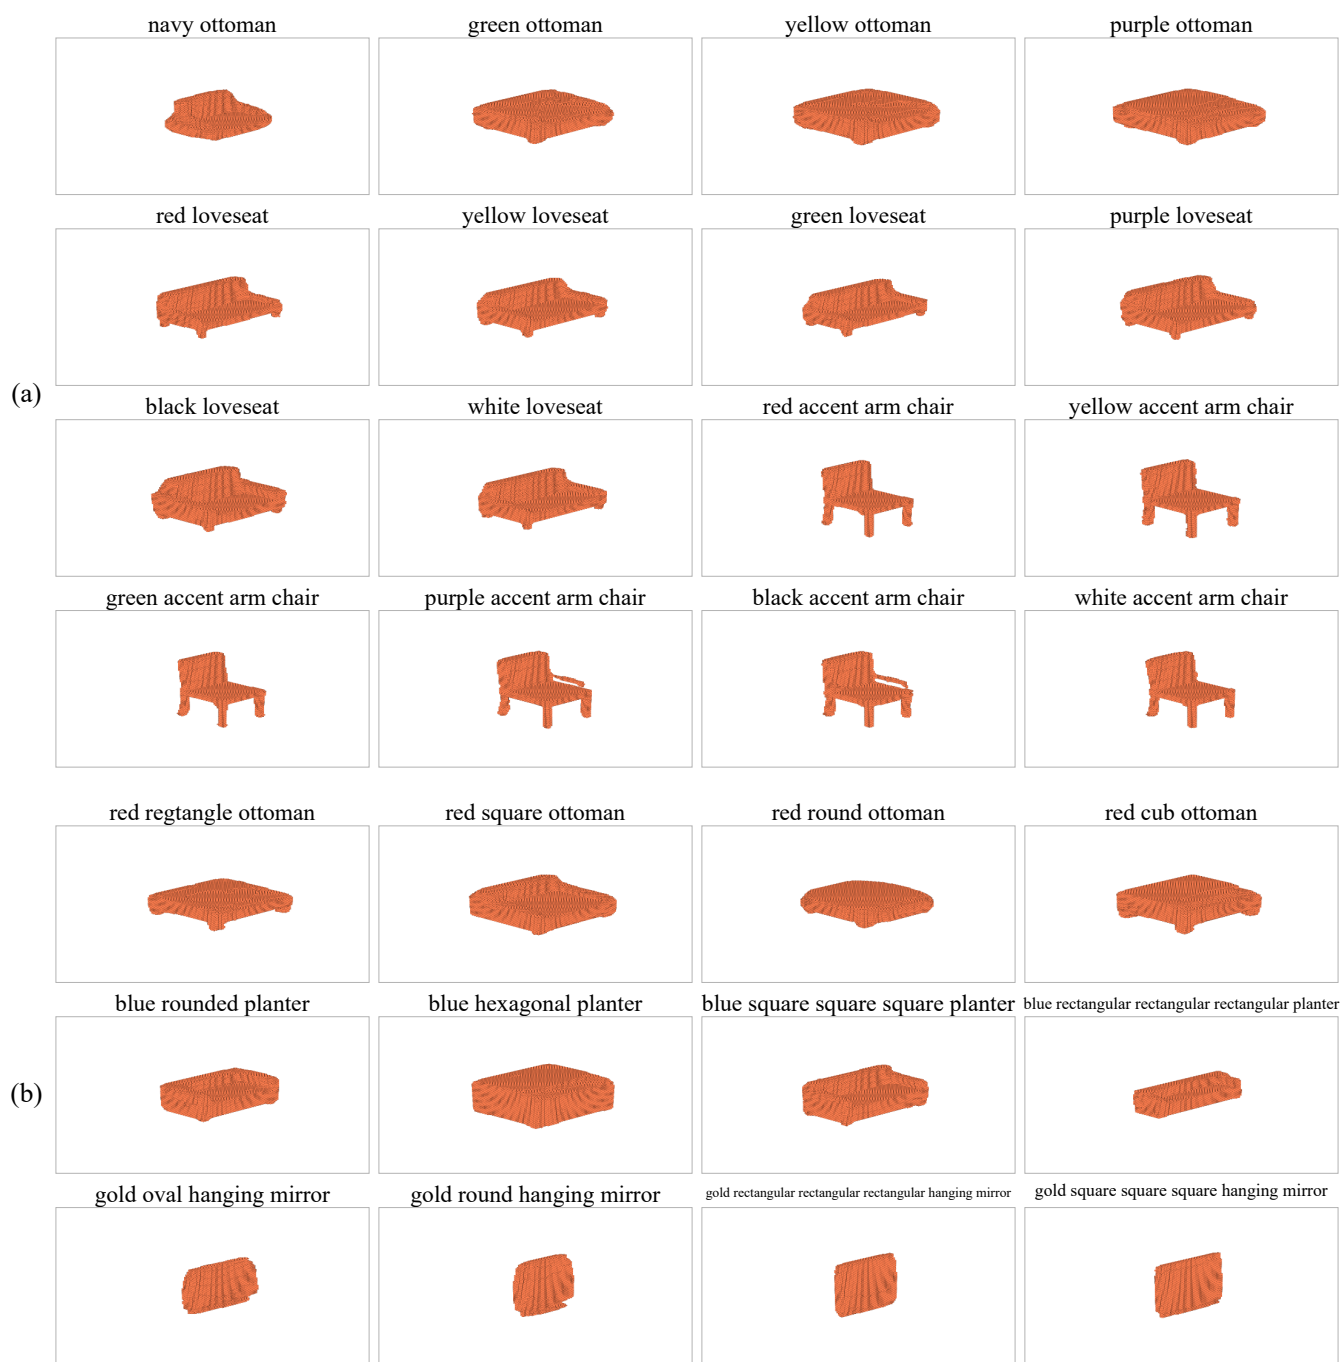 navy ottoman
green ottoman
yellow ottoman
purple ottoman
red loveseat
yellow loveseat
green loveseat
purple loveseat
(a)
black loveseat
white loveseat
red accent arm chair
yellow accent arm chair
green accent arm chair
purple accent arm chair
black accent arm chair
white accent arm chair
red regtangle ottoman
red square ottoman
red round ottoman
red cub ottoman
blue rounded planter
blue hexagonal planter
blue square square square planter
blue rectangular rectangular rectangular planter
(b)
gold oval hanging mirror
gold round hanging mirror
gold rectangular rectangular rectangular hanging mirror
gold square square square hanging mirror